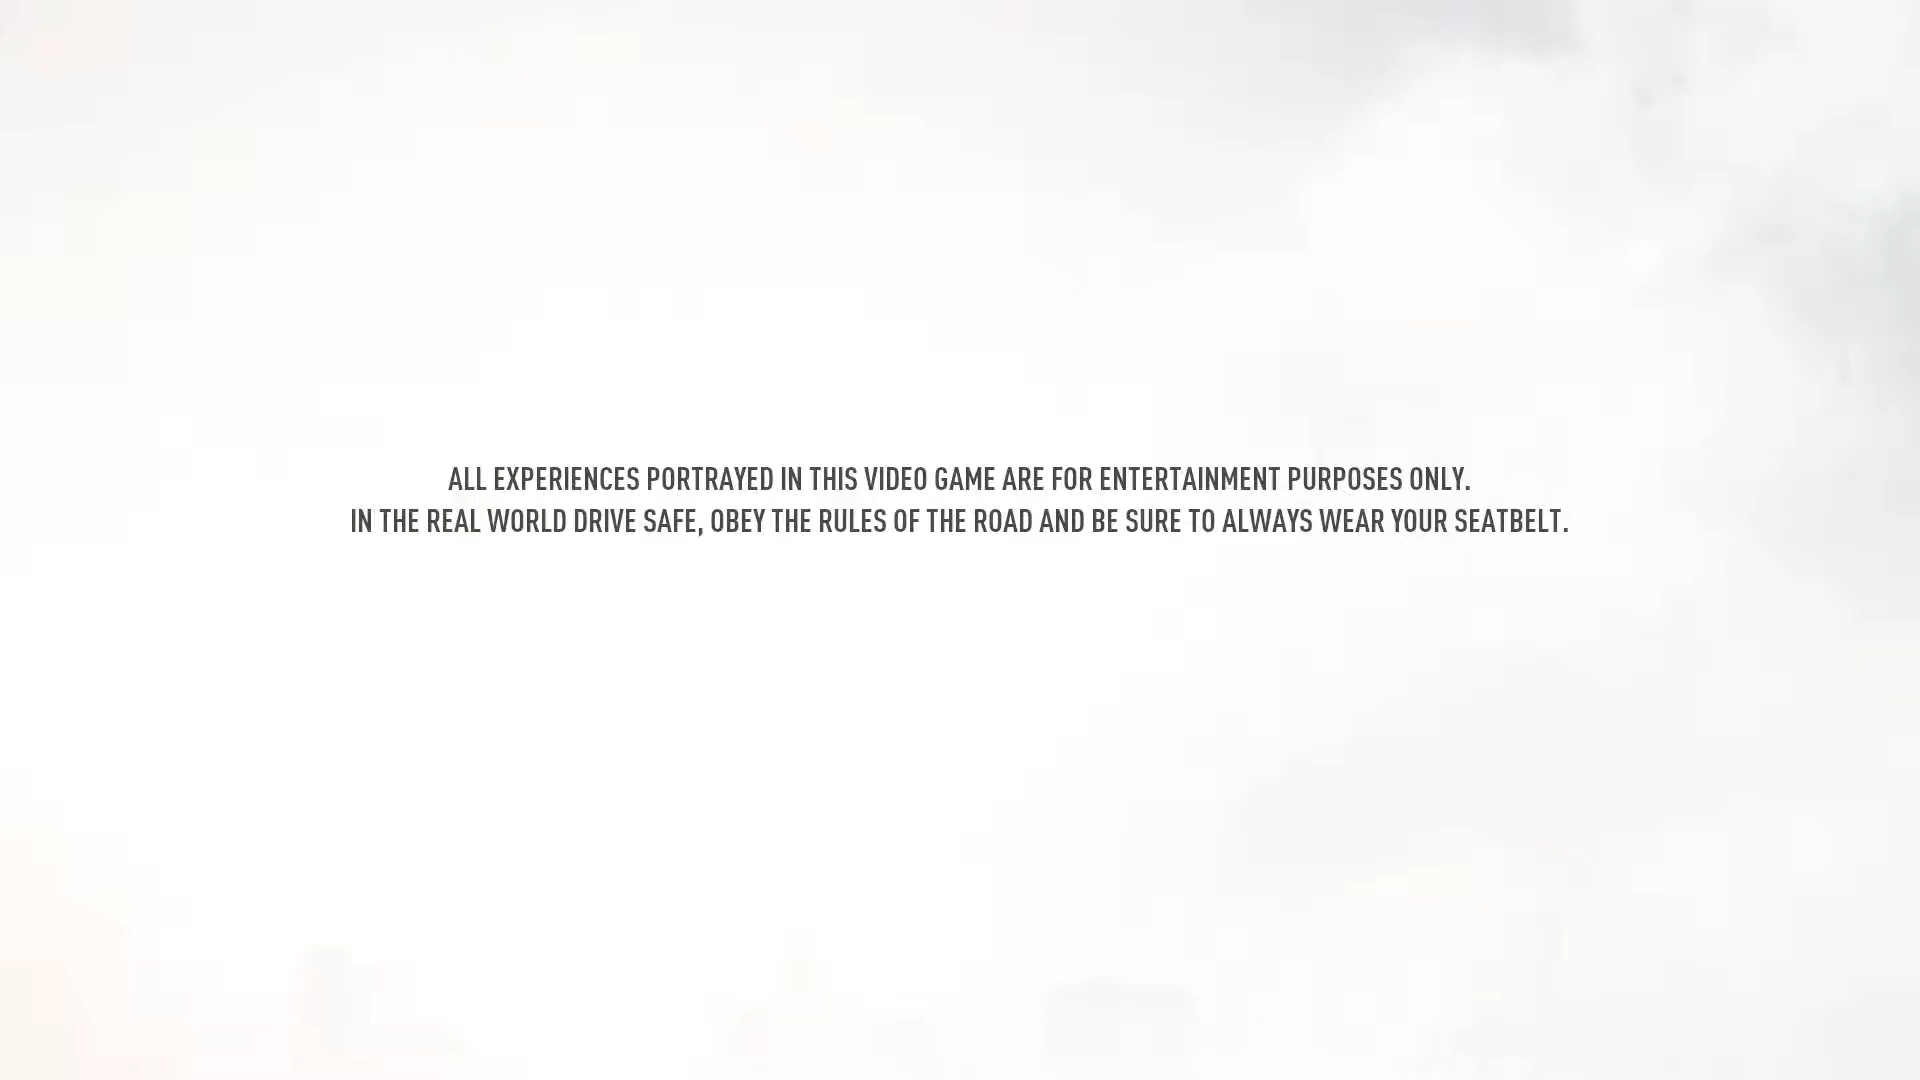 ALL EXPERIENCES PORTRAYED IN THIS VIDEO GAME ARE FOR ENTERTAINMENT PURPOSES ONLY.
IN THE REAL WORLD DRIVE SAFE, OBEY THE RULES OF THE ROAD AND BE SURE TO ALWAYS WEAR YOUR SEATBELT.